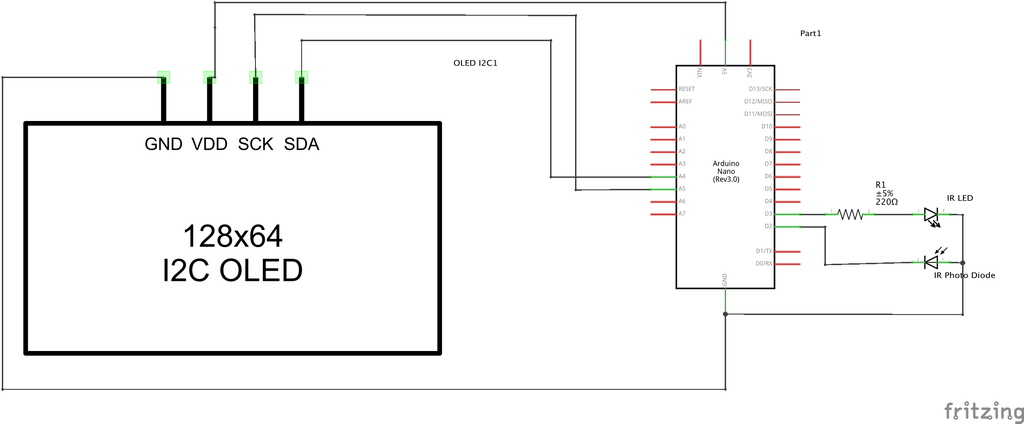 Part1
OLED I2C1
GND VDD SCK SDA
128x64
I2C OLED
VIN
5V
3V3
RESET
AREF
A0
A1
A2
A3
A4
A5
A6
A7
Arduino
Nano
(Rev3.0)
D13/SCK
D12/MISO
D11/MOSI
D10
D9
D8
D7
D6
D5
D4
D3
D2
D1/TX
D0/RX
GND
R1
±5%
220Ω
IR LED
IR Photo Diode
fritzing